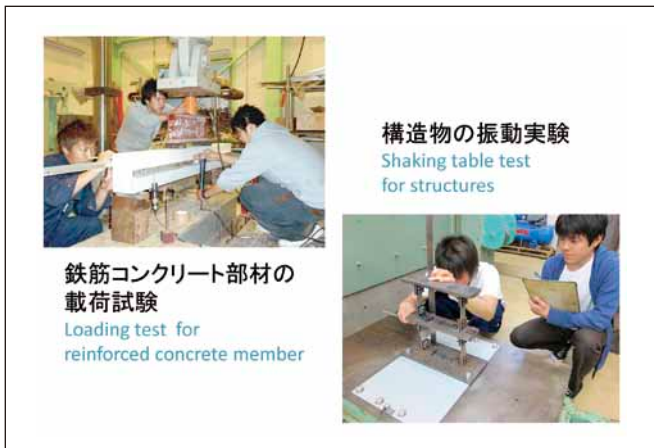 構造物の振動実験
Shaking table test
for structures
鉄筋コンクリート部材の
載荷試験
Loading test for
reinforced concrete member